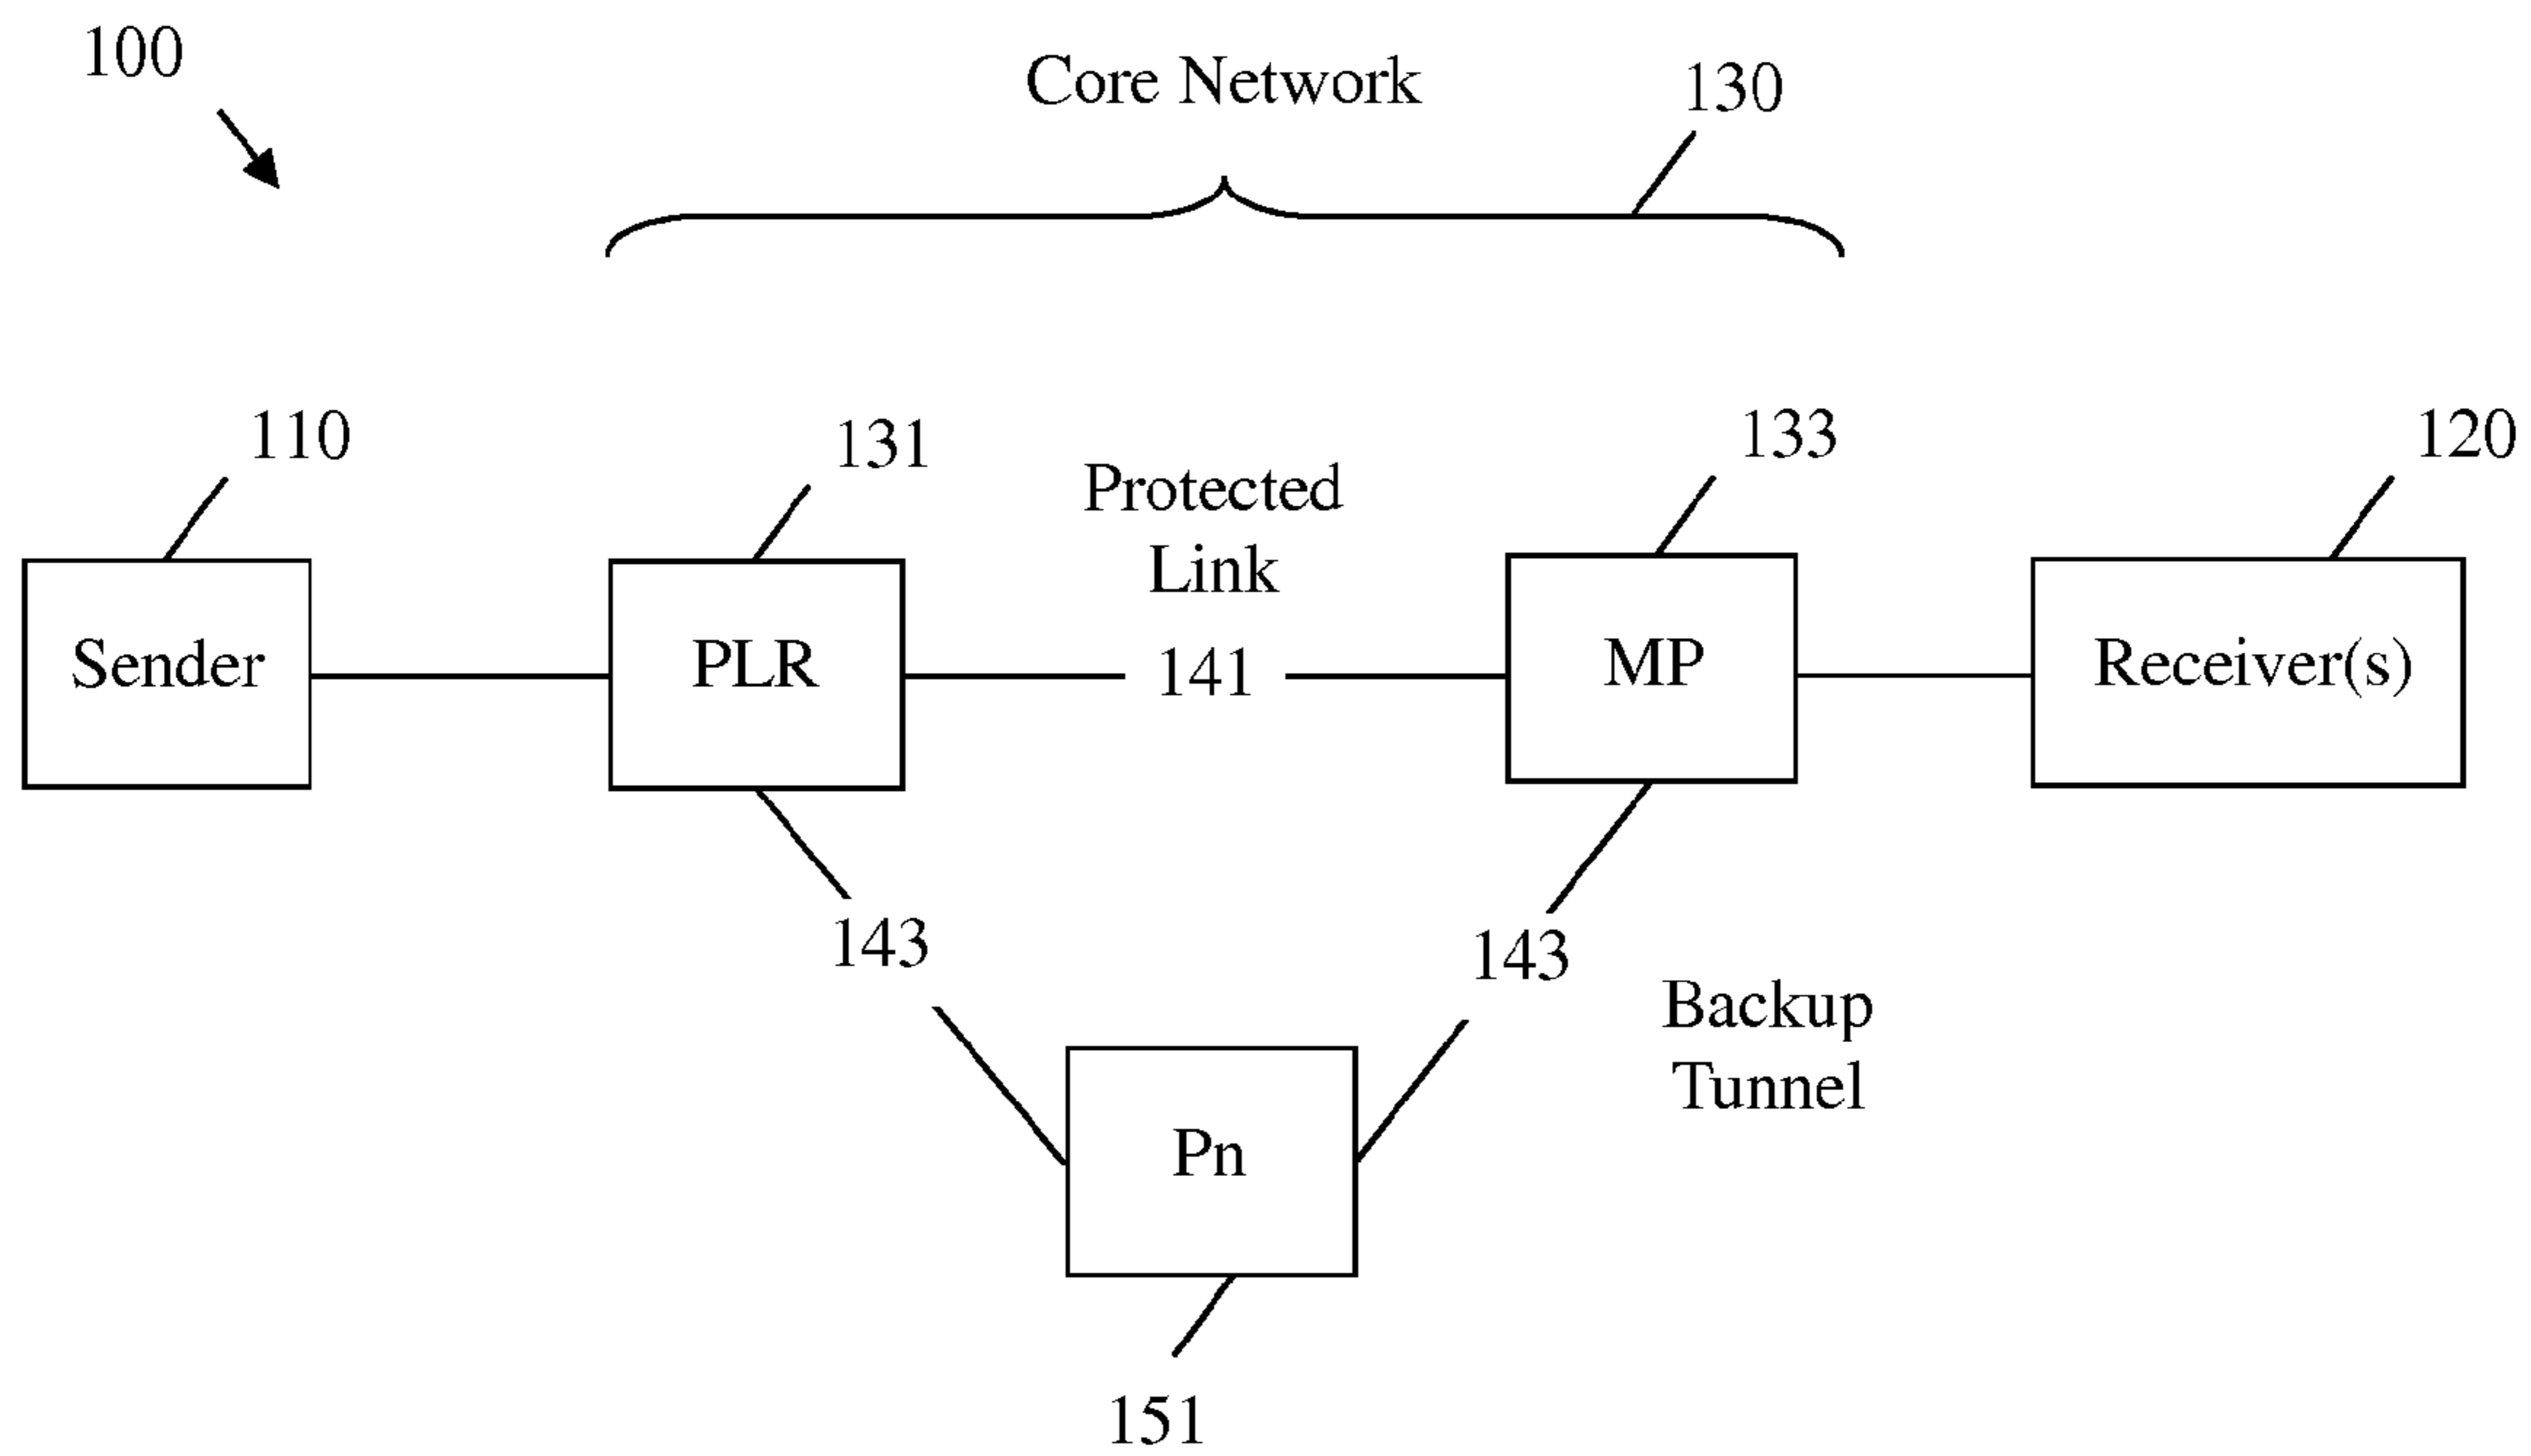 100
Core Network
130
110
131
133
120
Protected
Link
Sender
PLR
141
MP
Receiver(s)
143
143
Backup
Tunnel
Pn
151